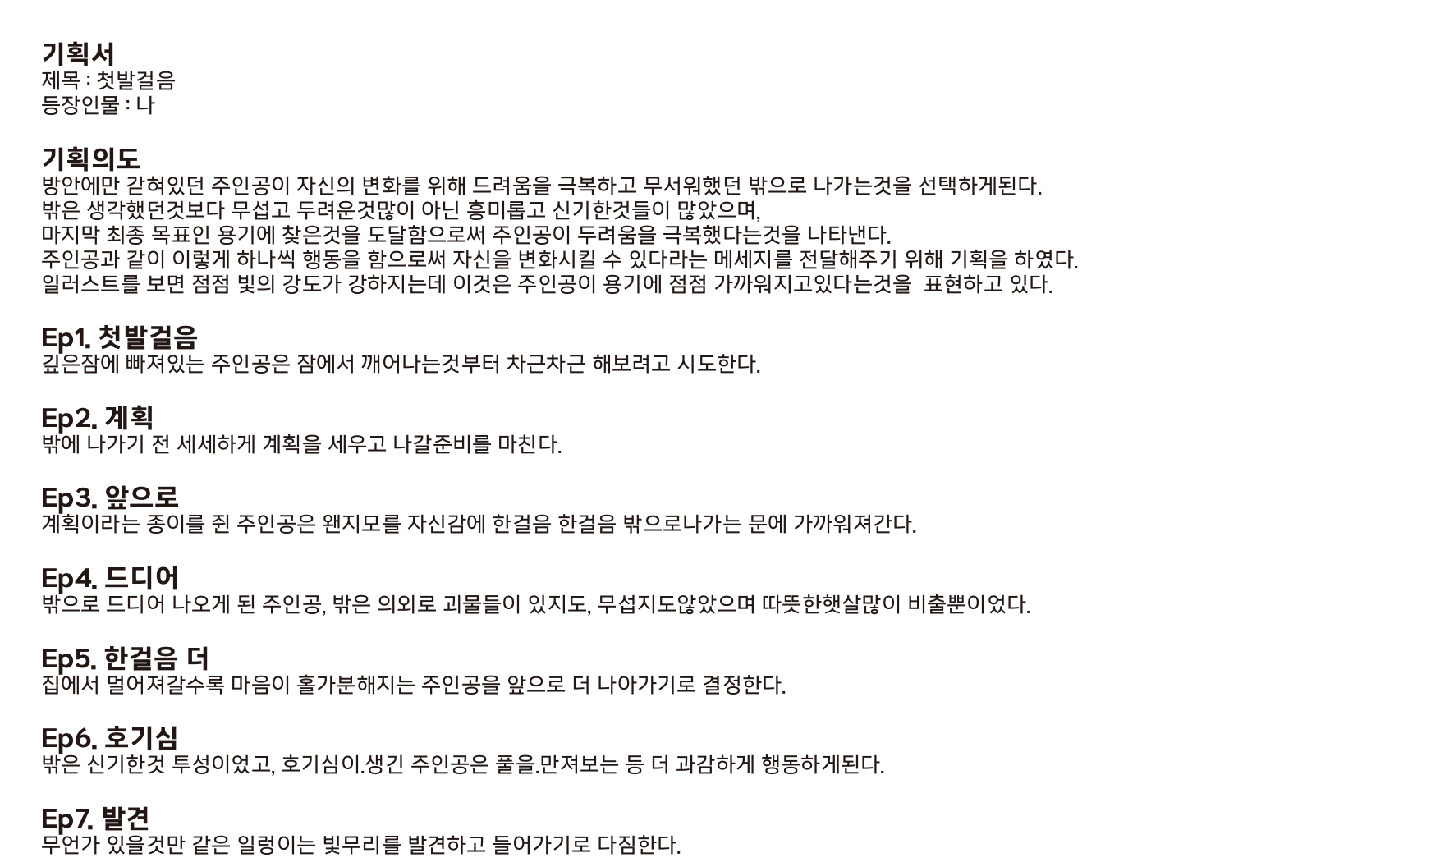 기획서
제목 : 첫발걸음
등장인물 : 나
기획의도
방안에만 갇혀있던 주인공이 자신의 변화를 위해 드려움을 극복하고 무서워했던 밖으로 나가는것을 선택하게된다.
밖은 생각했던것보다 무섭고 두려운것많이 아닌 흥미롭고 신기한것들이 많았으며,
마지막 최종 목표인 용기에 찾은것을 도달함으로써 주인공이 두려움을 극복했다는것을 나타낸다.
주인공과 같이 이렇게 하나씩 행동을 함으로써 자신을 변화시킬 수 있다라는 메세지를 전달해주기 위해 기획을 하였다.
일러스트를 보면 점점 빛의 강도가 강하지는데 이것은 주인공이 용기에 점점 가까워지고있다는것을 표현하고 있다.
Ep1. 첫발걸음
깊은잠에 빠져있는 주인공은 잠에서 깨어나는것부터 차근차근 해보려고 시도한다.
Ep2. 계획
밖에 나가기 전 세세하게 계획을 세우고 나갈준비를 마친다.
Ep3. 앞으로
계획이라는 종이를 쥔 주인공은 왠지모를 자신감에 한걸음 한걸음 밖으로나가는 문에 가까워져간다.
Ep4. 드디어
밖으로 드디어 나오게 된 주인공, 밖은 의외로 괴물들이 있지도, 무섭지도않았으며 따뜻한햇살많이 비출뿐이었다.
Ep5. 한걸음 더
집에서 멀어져갈수록 마음이 홀가분해지는 주인공을 앞으로 더 나아가기로 결정한다.
Ep6. 호기심
밖은 신기한것 투성이었고, 호기심이.생긴 주인공은 풀을.만져보는 등 더 과감하게 행동하게된다.
Ep7. 발견
무언가 있을것만 같은 일렁이는 빛무리를 발견하고 들어가기로 다짐한다.